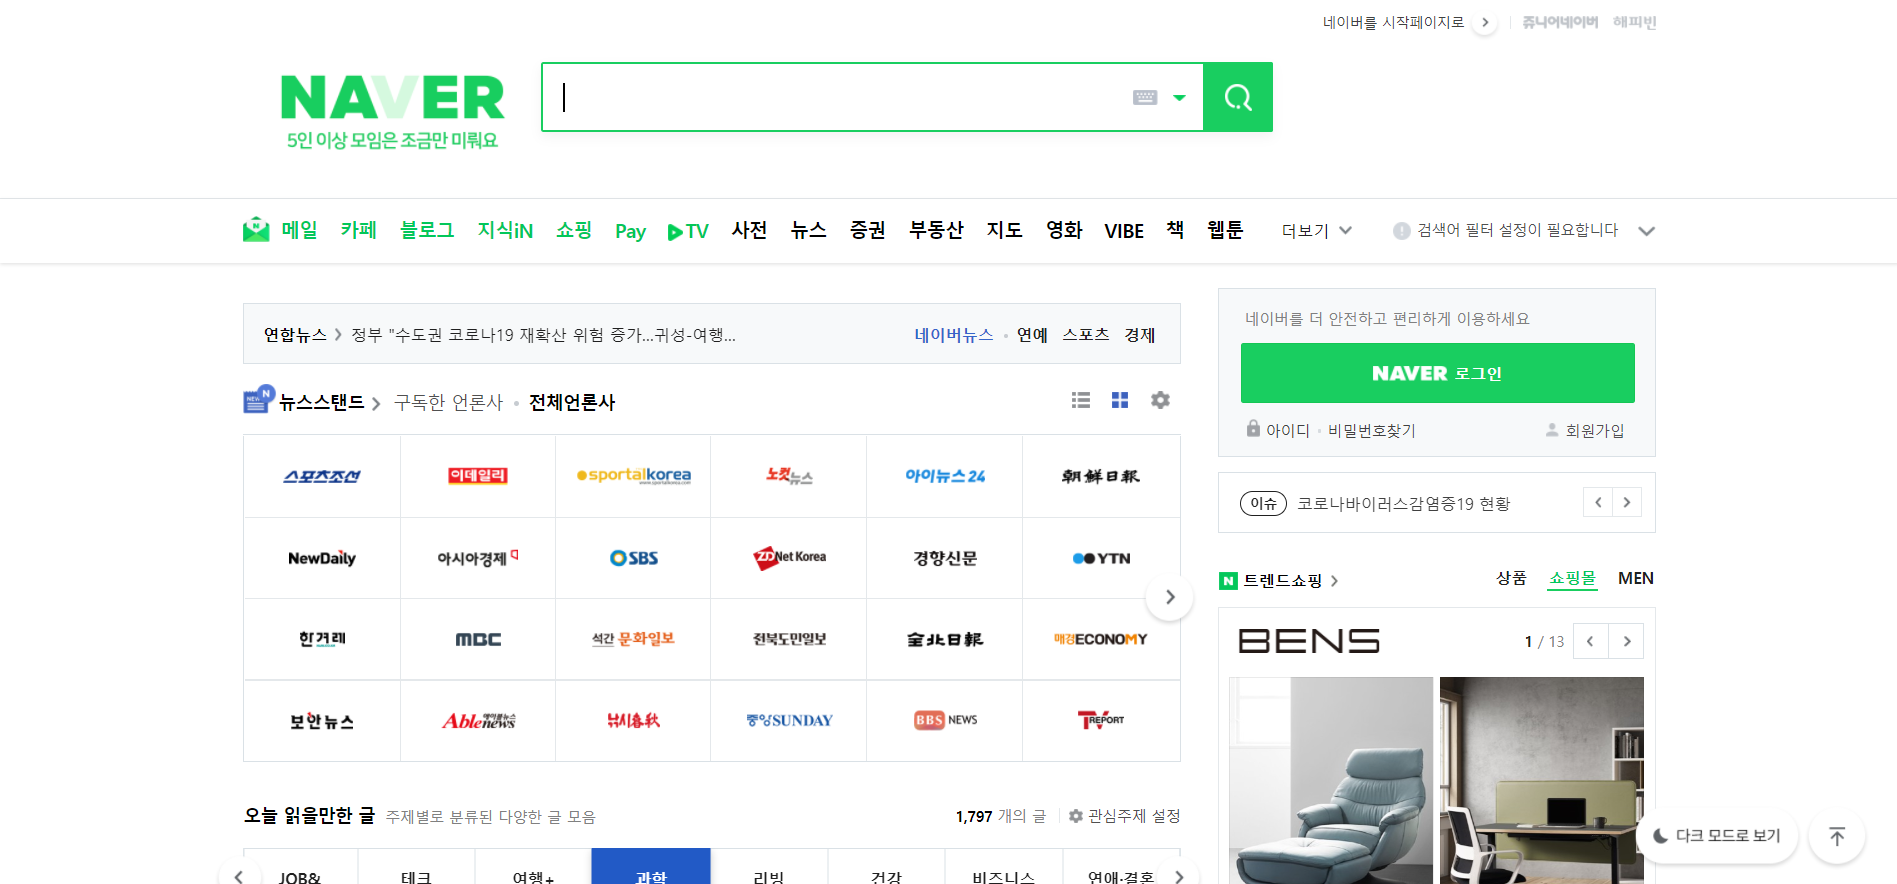 네이버를 시작페이지로 쥬니어네이버 해피빈
NAVER
5인 이상 모임은 조금만 미뤄요
메일 카페 블로그 지식iN 쇼핑 Pay TV 사전 뉴스 증권 부동산 지도 영화 VIBE 책 웹툰 더보기 검색어 필터 설정이 필요합니다
연합뉴스 정부 "수도권 코로나19 재확산 위험 증가...귀성-여행... 네이버뉴스 연예 스포츠 경제
뉴스스탠드 구독한 언론사 전체언론사
스포츠조선 이데일리 sportalkorea 노컷뉴스 아이뉴스24 朝鮮日報
www.sportalkorea.com
NewDaily 아시아경제 SBS ZDNet Korea 경향신문 YTN
한겨레 MBC 석간 문화일보 전북도민일보 全北日報 매경ECONOMY
보안뉴스 Ablenews 에이블뉴스 낚시春秋 중앙SUNDAY BBS NEWS TV REPORT
오늘 읽을만한 글 주제별로 분류된 다양한 글 모음 1,797 개의 글 관심주제 설정
JOB& 테크 여행+ 과학 리빙 건강 비즈니스 연애·결혼
네이버를 더 안전하고 편리하게 이용하세요
NAVER 로그인
아이디 비밀번호찾기 회원가입
이슈 코로나바이러스감염증19 현황
N 트렌드쇼핑 상품 쇼핑몰 MEN
BENS 1 / 13
다크 모드로 보기